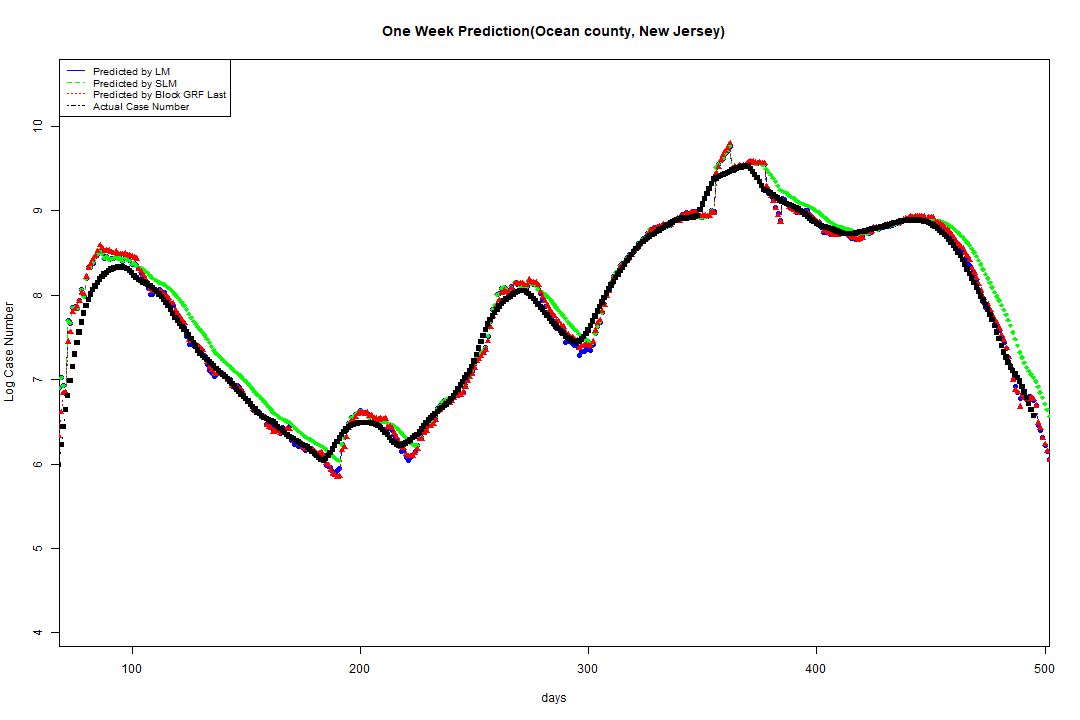 One Week Prediction(Ocean county, New Jersey)
Predicted by LM
Predicted by SLM
Predicted by Block GRF Last
Actual Case Number
10
9
8
7
6
5
4
Log Case Number
100 200 300 400 500
days